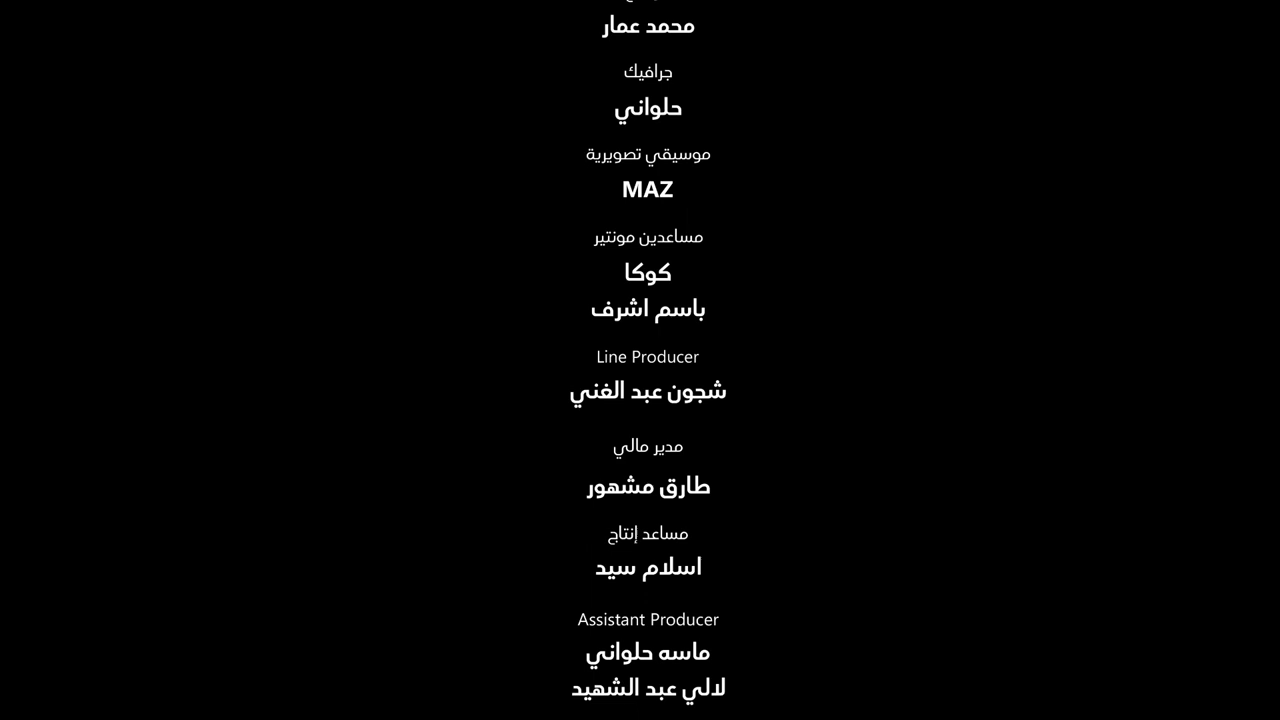 محمد عمار
جرافيك
حلواني
موسيقي تصويرية
MAZ
مساعدين مونتير
كوكا
باسم اشرف
Line Producer
شجون عبد الغني
مدير مالي
طارق مشهور
مساعد إنتاج
اسلام سيد
Assistant Producer
ماسه حلواني
لالي عبد الشهيد